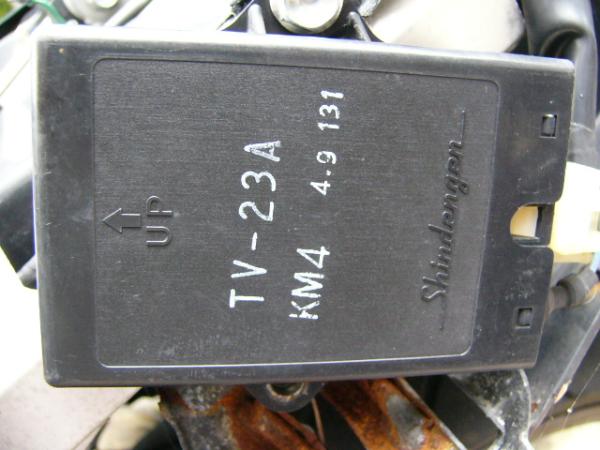 UP
TV-23A
KM4 4.9 131
Shindengen